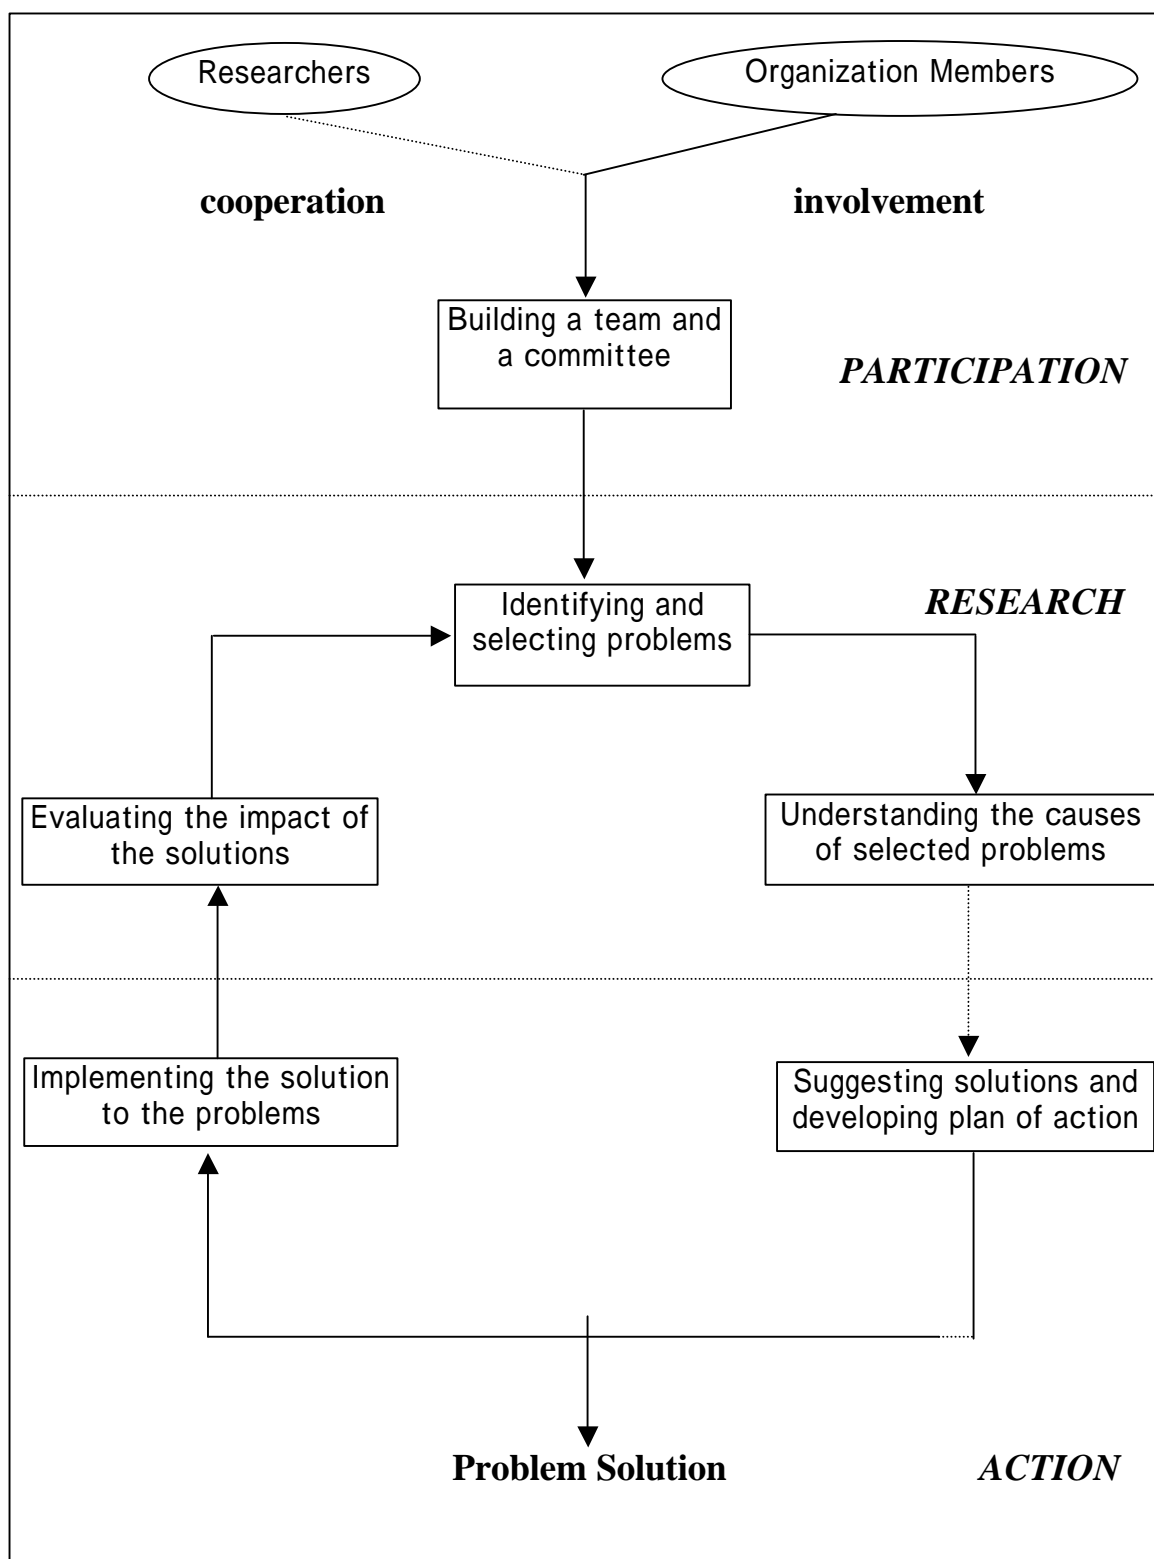 Researchers
Organization Members
cooperation
involvement
Building a team and
a committee
PARTICIPATION
Identifying and
selecting problems
RESEARCH
Evaluating the impact of
the solutions
Understanding the causes
of selected problems
Implementing the solution
to the problems
Suggesting solutions and
developing plan of action
Problem Solution
ACTION